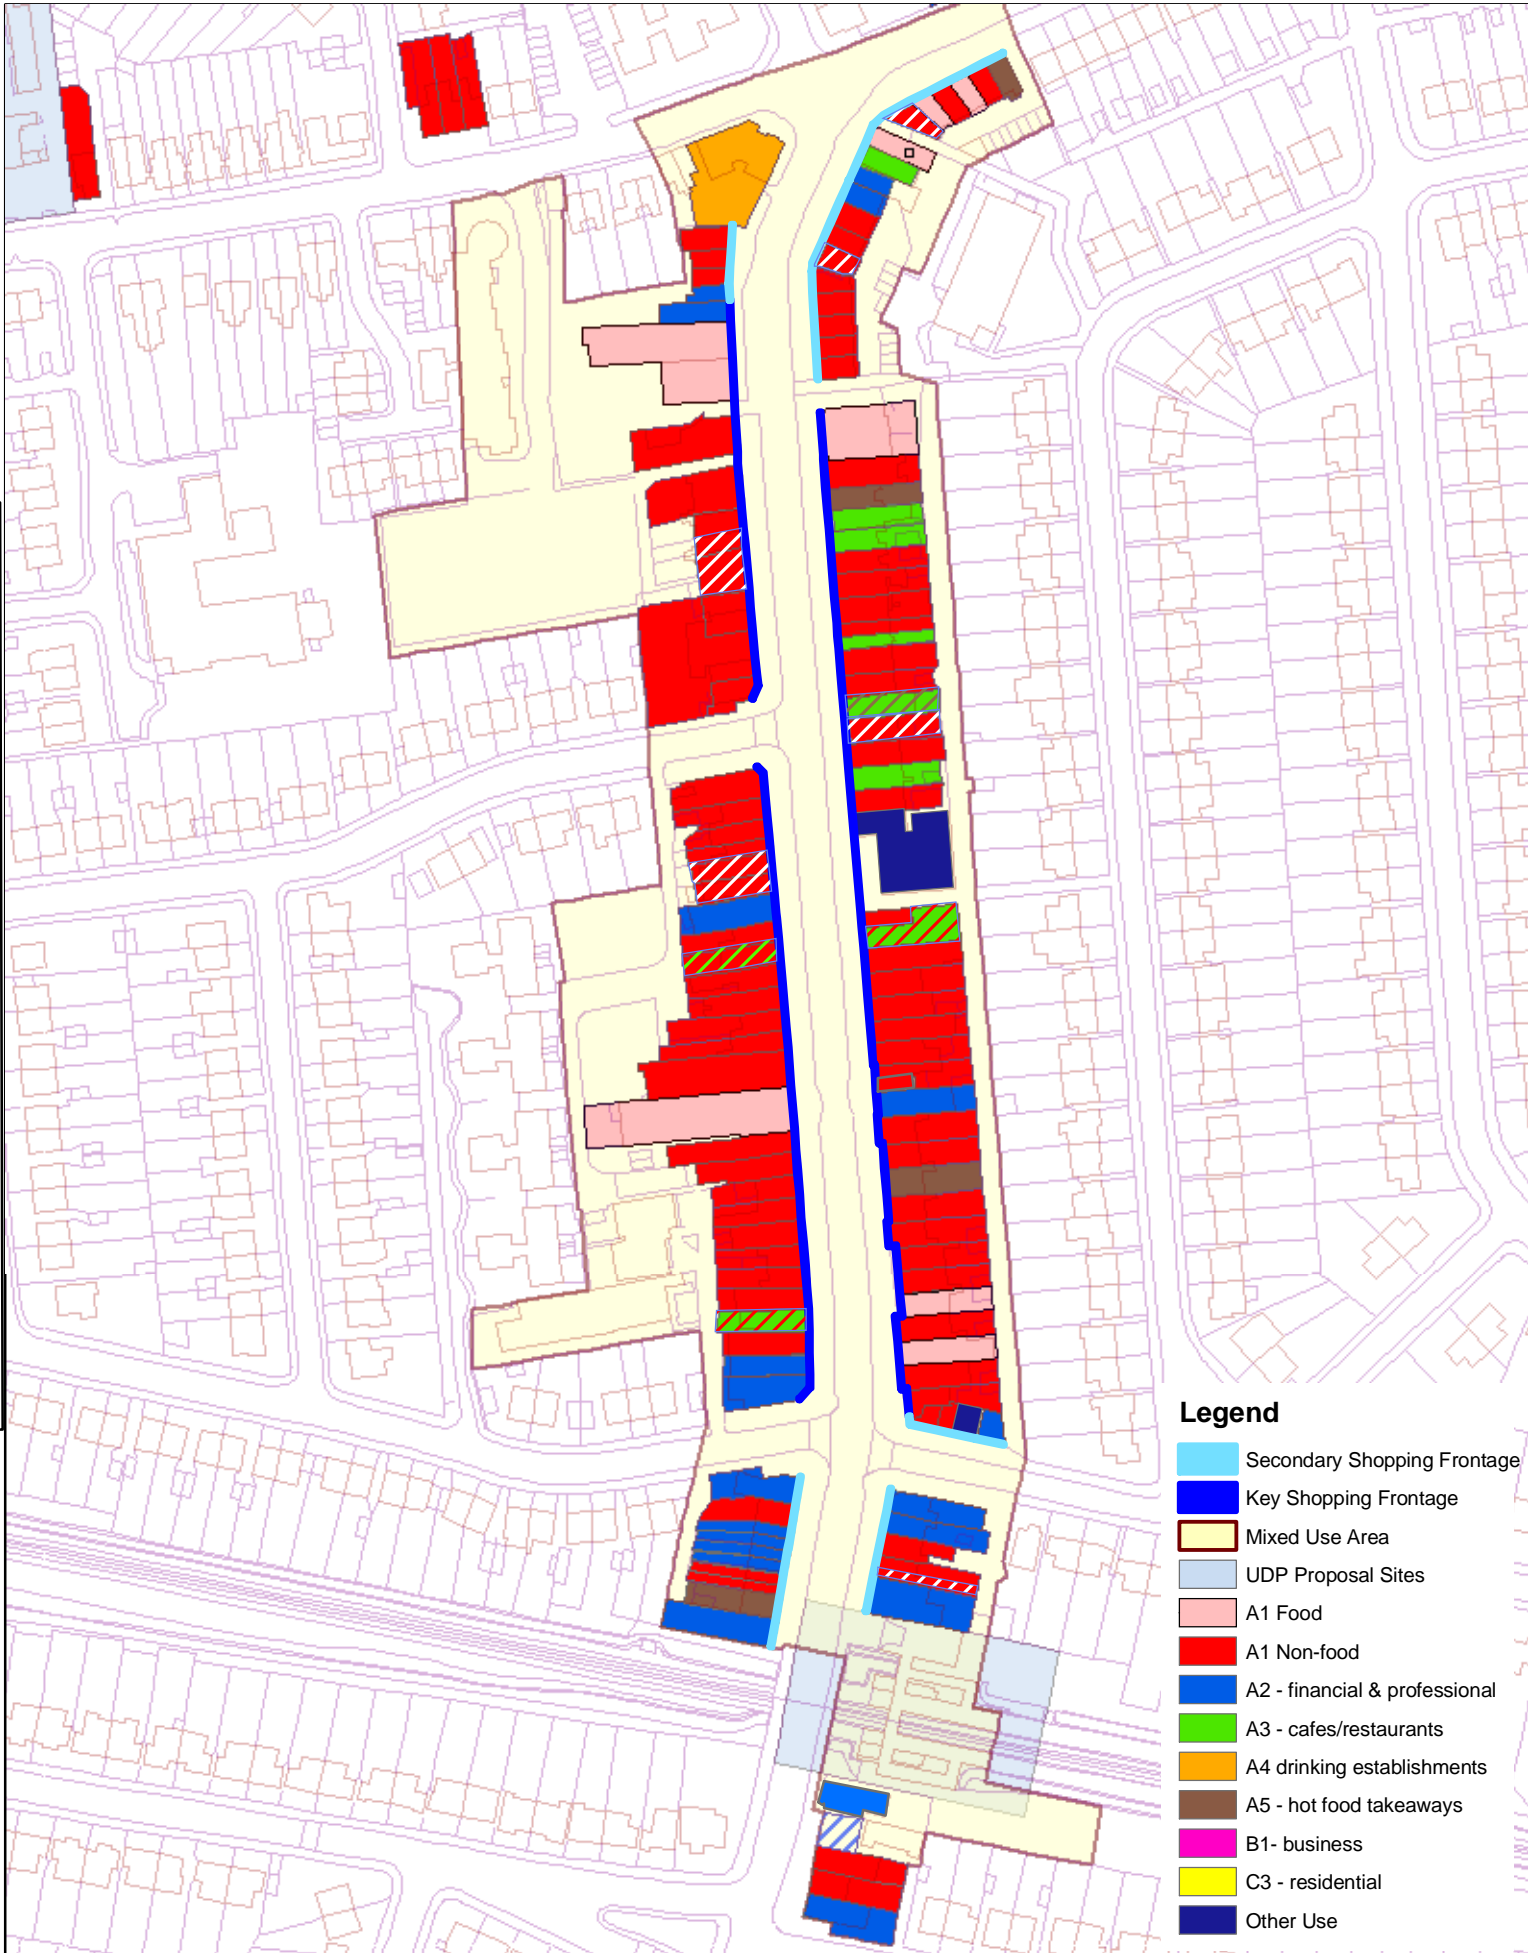 Legend
Secondary Shopping Frontage
Key Shopping Frontage
Mixed Use Area
UDP Proposal Sites
A1 Food
A1 Non-food
A2 - financial & professional
A3 - cafes/restaurants
A4 drinking establishments
A5 - hot food takeaways
B1- business
C3 - residential
Other Use